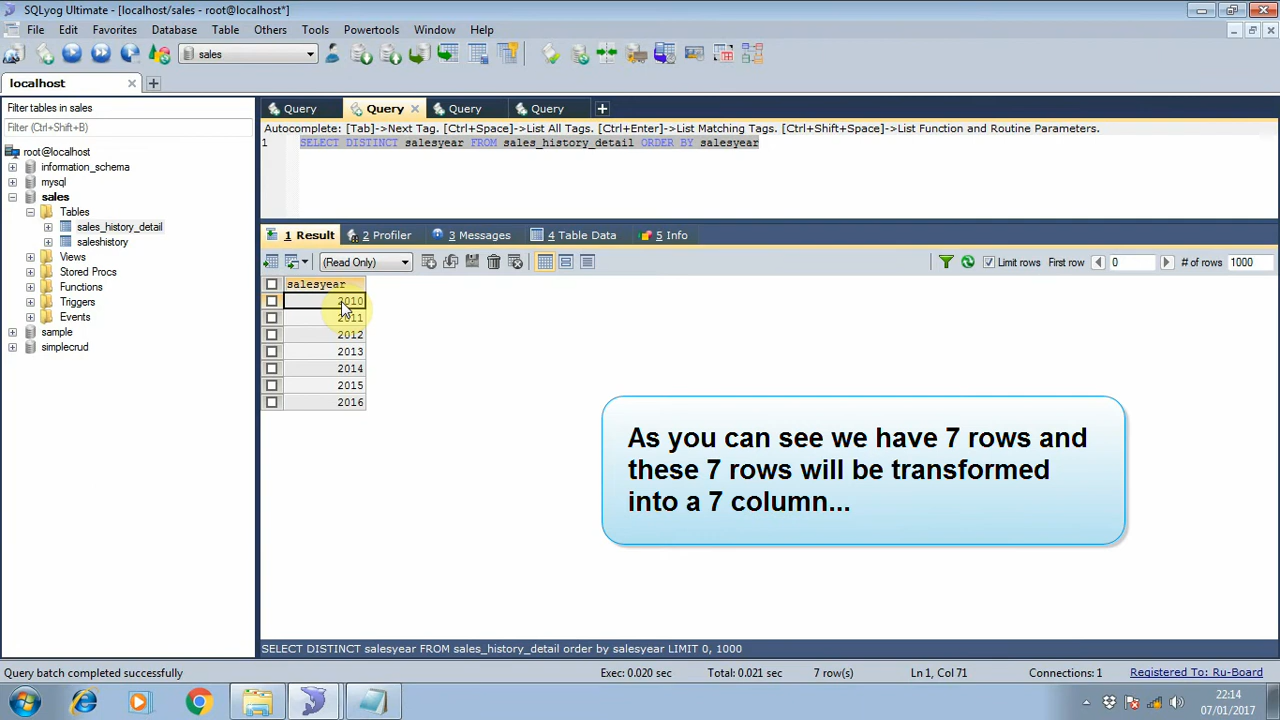 SQLyog Ultimate - [localhost/sales - root@localhost*]
File Edit Favorites Database Table Others Tools Powertools Window Help
sales
localhost
Filter tables in sales
Filter (Ctrl+Shift+B)
root@localhost
information_schema
mysql
sales
Tables
sales_history_detail
saleshistory
Views
Stored Procs
Functions
Triggers
Events
sample
simplecrud
Query Query Query Query
Autocomplete: [Tab]->Next Tag. [Ctrl+Space]->List All Tags. [Ctrl+Enter]->List Matching Tags. [Ctrl+Shift+Space]->List Function and Routine Parameters.
1 SELECT DISTINCT salesyear FROM sales_history_detail ORDER BY salesyear
1 Result 2 Profiler 3 Messages 4 Table Data 5 Info
(Read Only) Limit rows First row 0 # of rows 1000
salesyear
2010
2011
2012
2013
2014
2015
2016
As you can see we have 7 rows and
these 7 rows will be transformed
into a 7 column...
SELECT DISTINCT salesyear FROM sales_history_detail order by salesyear LIMIT 0, 1000
Query batch completed successfully Exec: 0.020 sec Total: 0.021 sec 7 row(s) Ln 1, Col 71 Connections: 1 Registered To: Ru-Board
22:14
07/01/2017